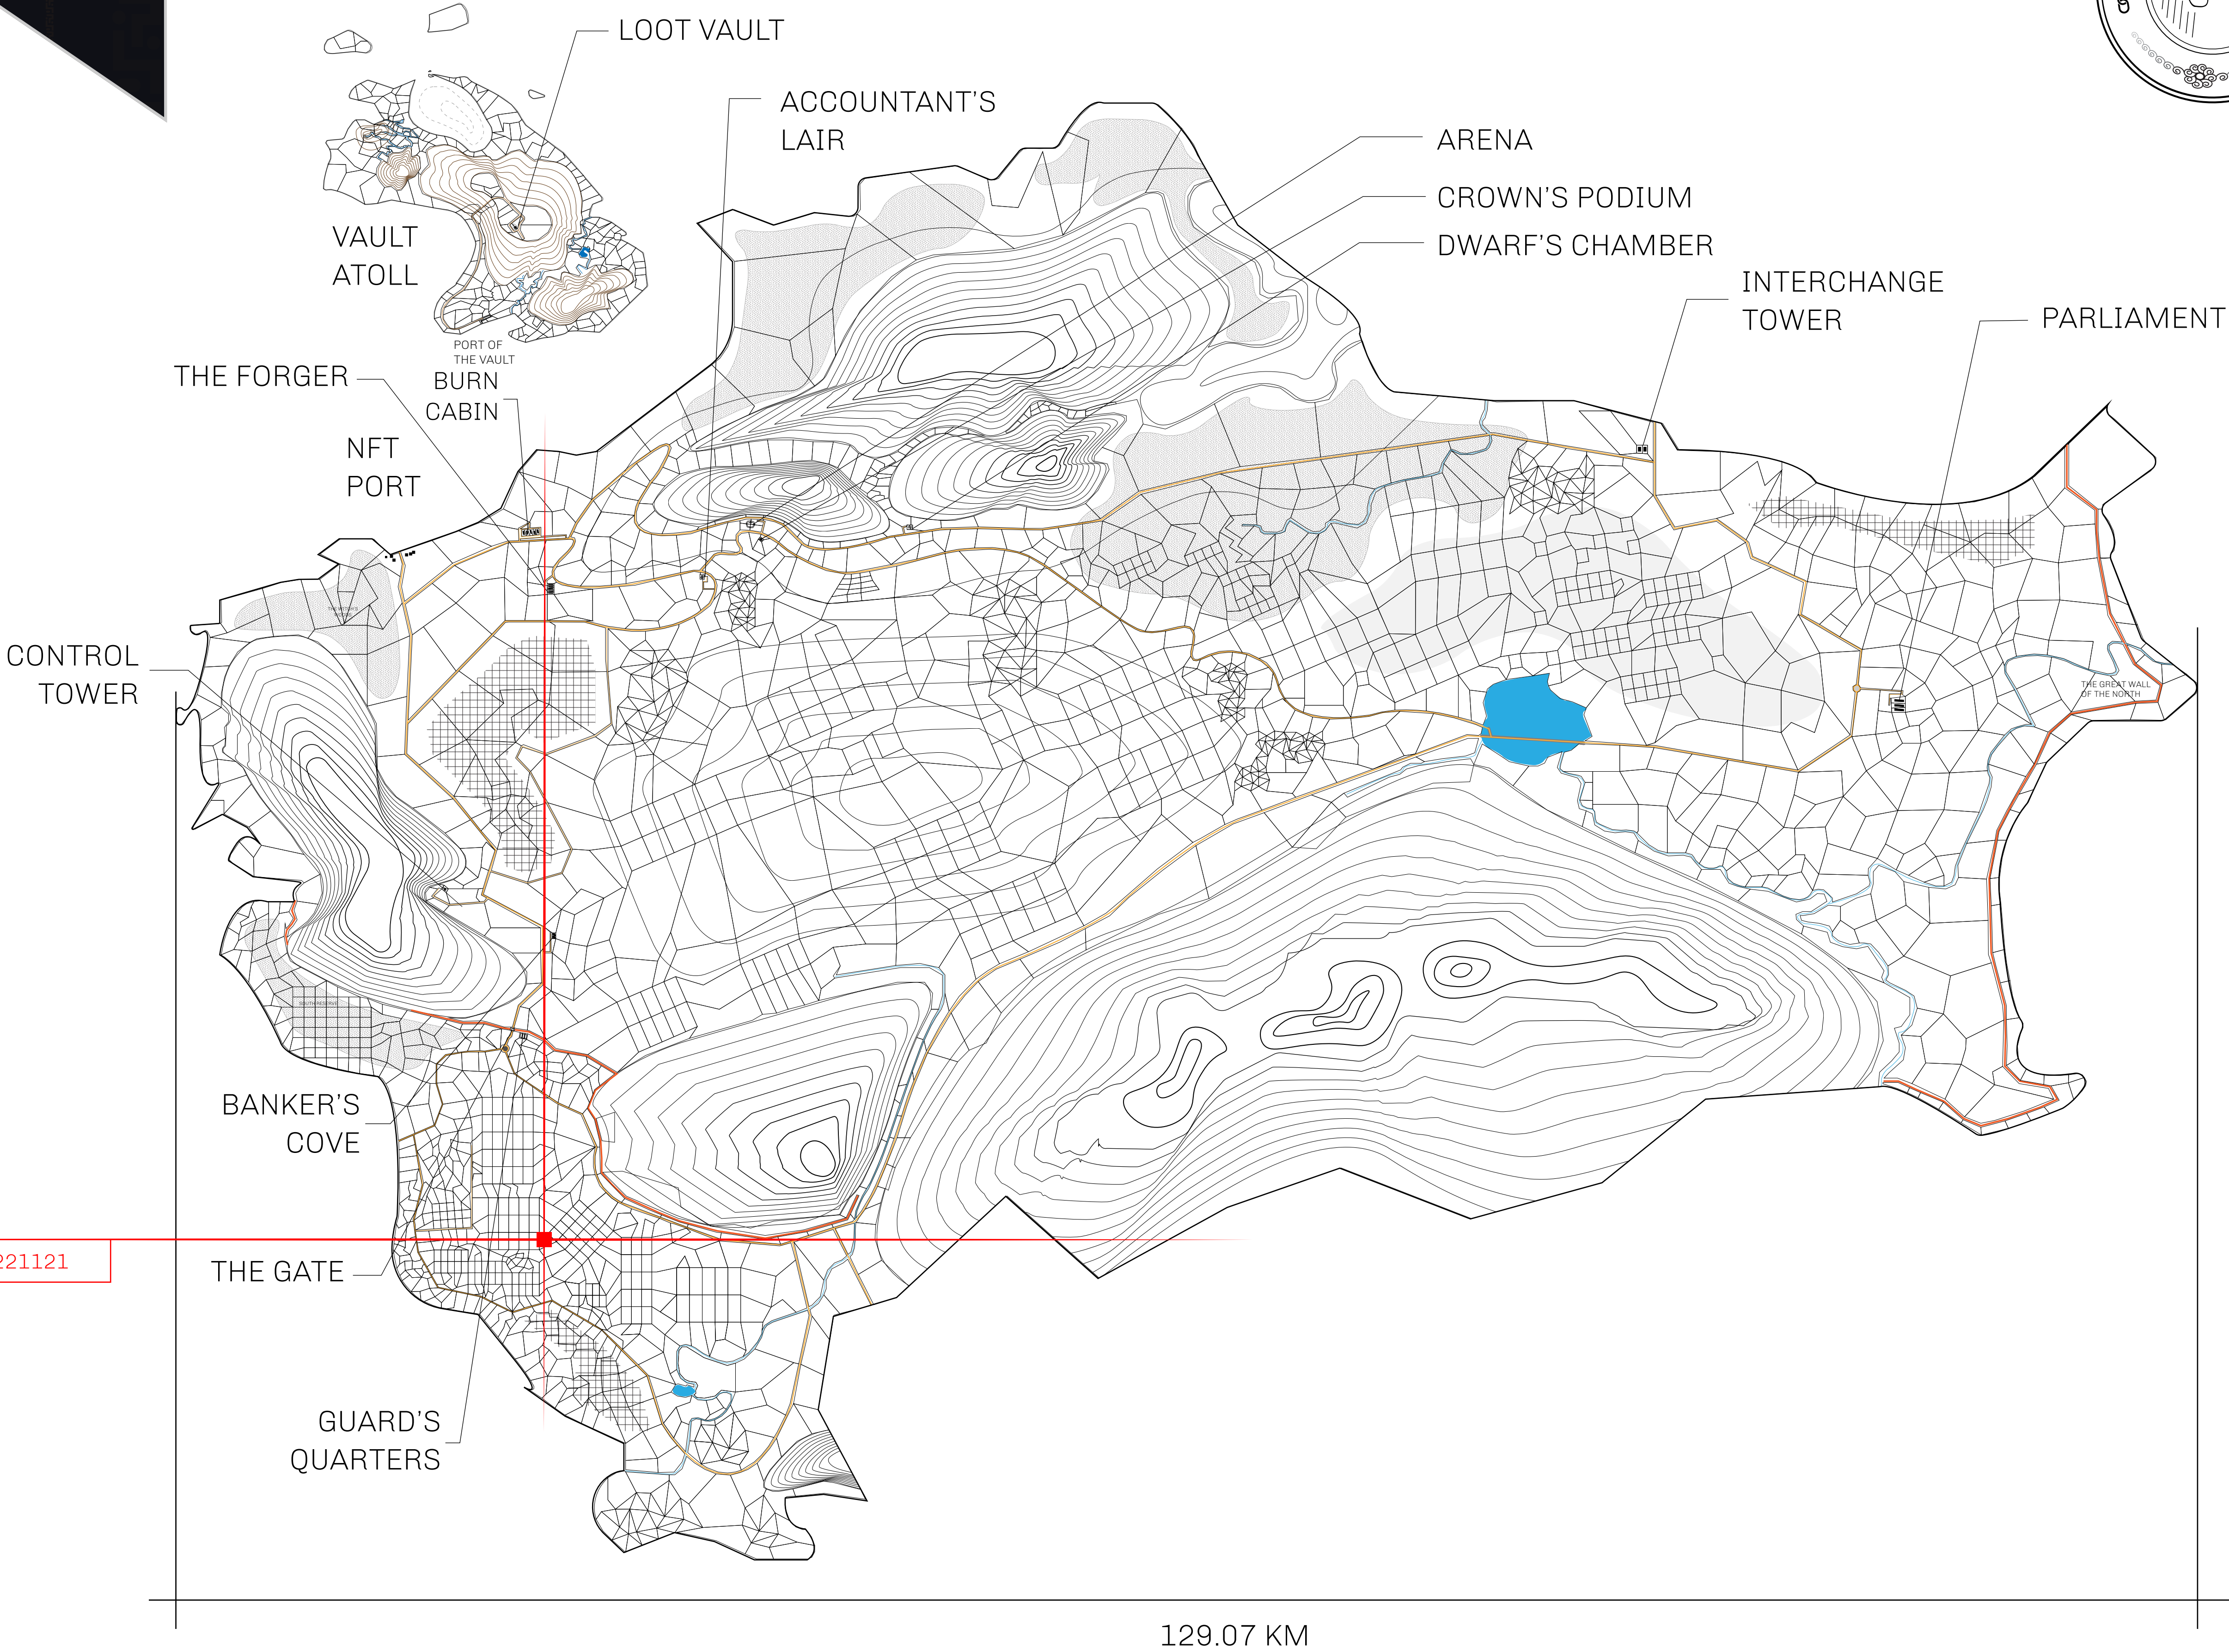 LOOT VAULT
ACCOUNTANT'S
LAIR
ARENA
CROWN'S PODIUM
DWARF'S CHAMBER
INTERCHANGE
TOWER
PARLIAMENT
VAULT
ATOLL
PORT OF
THE VAULT
THE FORGER
BURN
CABIN
NFT
PORT
CONTROL
TOWER
THE GREAT WALL
OF THE NORTH
SOUTH RESERVE
BANKER'S
COVE
221121
THE GATE
GUARD'S
QUARTERS
129.07 KM